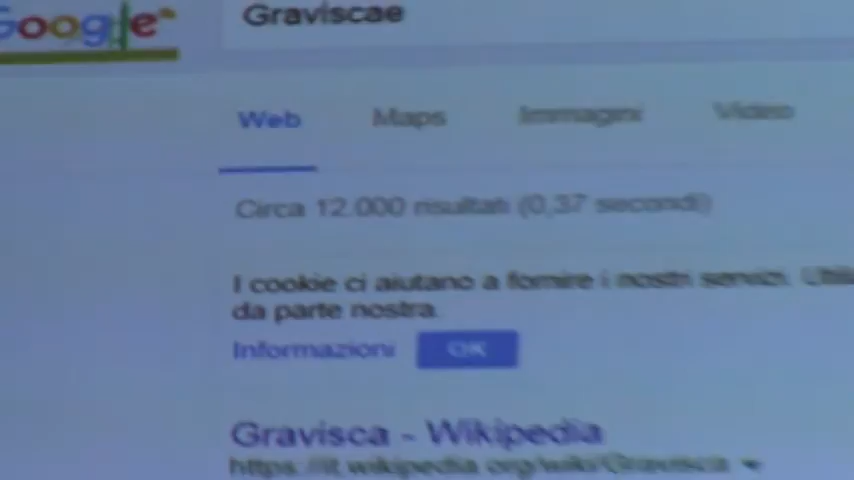 Google
Graviscae
Web Maps Immagini Video
Circa 12.000 risultati (0,37 secondi)
I cookie ci aiutano a fornire i nostri servizi.
da parte nostra.
Informazioni OK
Gravisca - Wikipedia
https://it.wikipedia.org/wiki/Gravisca